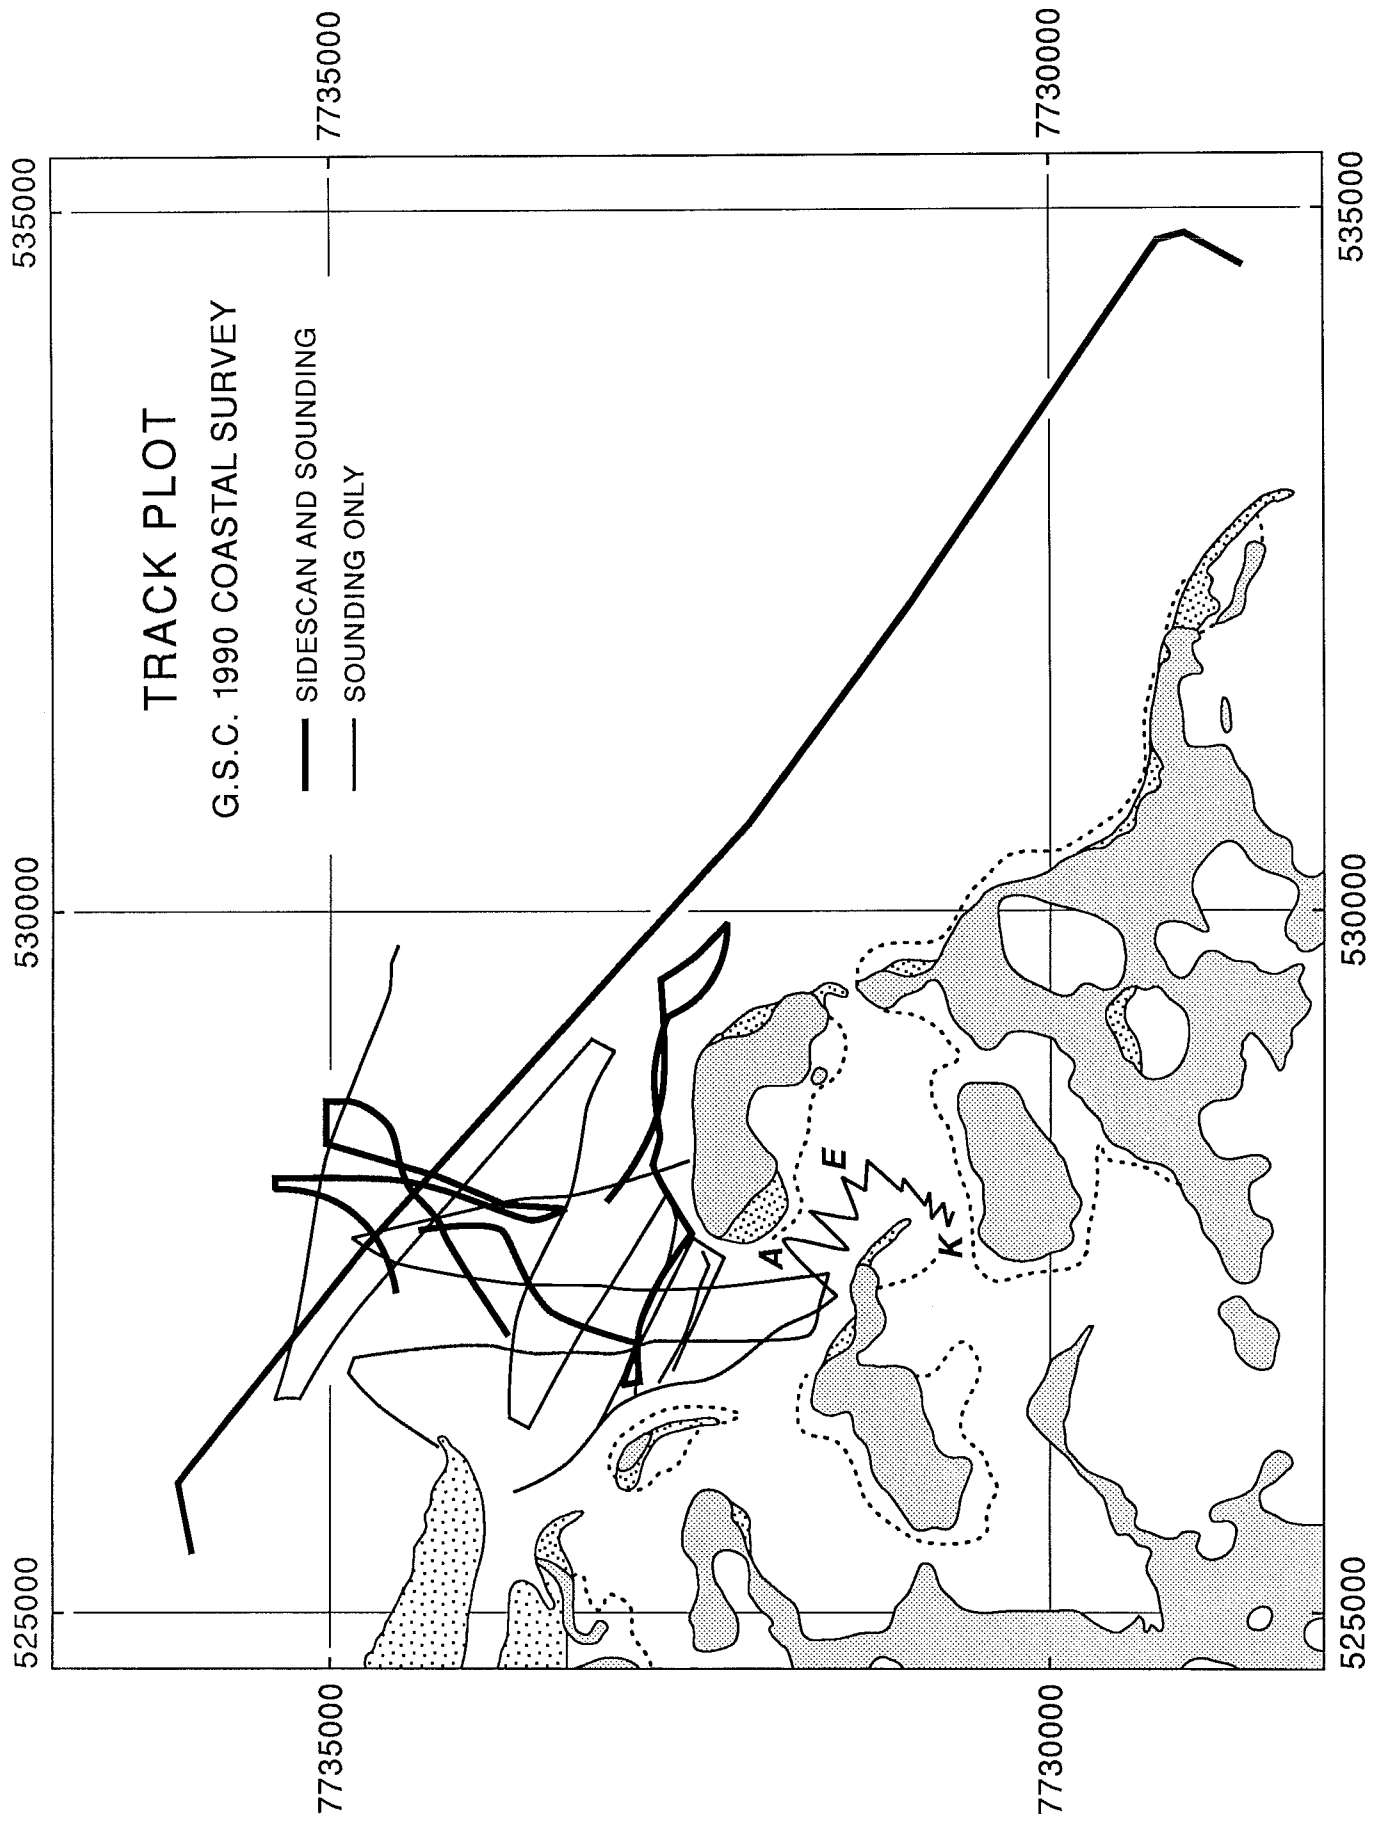 TRACK PLOT
G.S.C. 1990 COASTAL SURVEY
SIDESCAN AND SOUNDING
SOUNDING ONLY
7735000
7730000
525000
530000
535000
525000
530000
535000
7735000
7730000
A
E
K